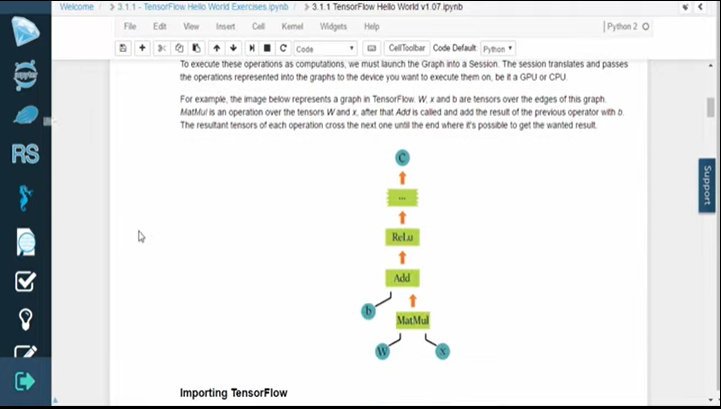 Welcome > 3.1.1 - TensorFlow Hello World Exercises.ipynb > 3.1.1 TensorFlow Hello World v1.07.ipynb
File Edit View Insert Cell Kernel Widgets Help Python 2
Code CellToolbar Code Default: Python
To execute these operations as computations, we must launch the Graph into a Session. The session translates and passes
the operations represented into the graphs to the device you want to execute them on, be it a GPU or CPU.
For example, the image below represents a graph in TensorFlow. W, x and b are tensors over the edges of this graph.
MatMul is an operation over the tensors W and x, after that Add is called and add the result of the previous operator with b.
The resultant tensors of each operation cross the next one until the end where it's possible to get the wanted result.
C
...
ReLu
Add
b
MatMul
W x
Importing TensorFlow
jupyter
RS
Support